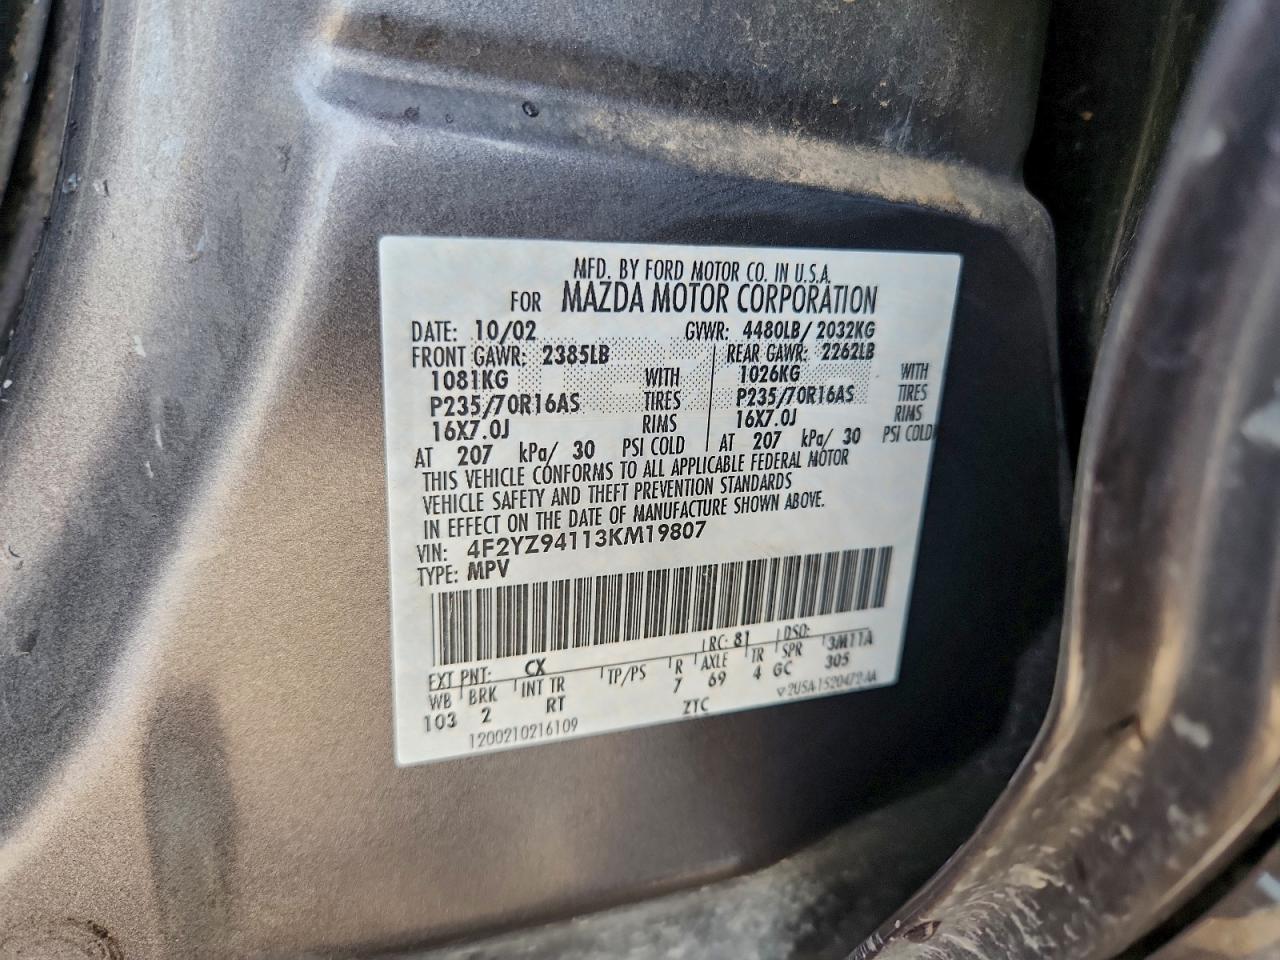 MFD. BY FORD MOTOR CO. IN U.S.A.
FOR MAZDA MOTOR CORPORATION
DATE: 10/02 GVWR: 4480LB/ 2032KG
FRONT GAWR: 2385LB REAR GAWR: 2262LB
1081KG WITH 1026KG WITH
P235/70R16AS TIRES P235/70R16AS TIRES
16X7.0J RIMS 16X7.0J RIMS
AT 207 kPa/ 30 PSI COLD AT 207 kPa/ 30 PSI COLD
THIS VEHICLE CONFORMS TO ALL APPLICABLE FEDERAL MOTOR
VEHICLE SAFETY AND THEFT PREVENTION STANDARDS
IN EFFECT ON THE DATE OF MANUFACTURE SHOWN ABOVE.
VIN: 4F2YZ94113KM19807
TYPE: MPV
EXT PNT: CX RC: 81 DSO: 3M11A
WB BRK INT TR TP/PS R AXLE TR SPR 305
103 2 RT 7 69 4 GC
ZTC
1200210216109